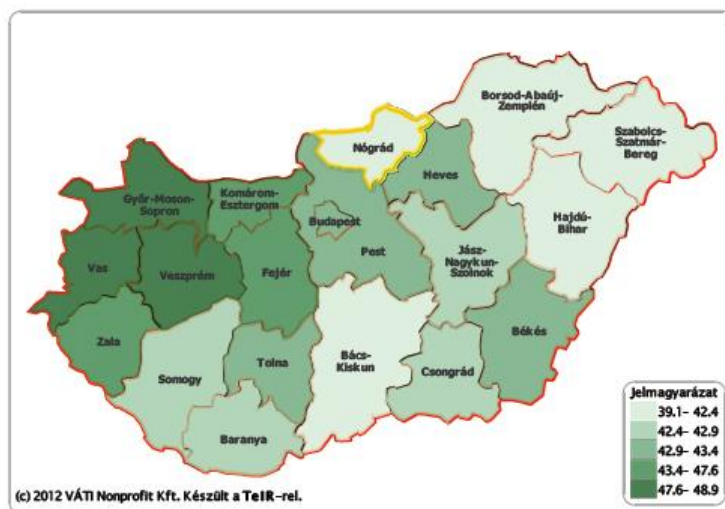 Borsod-Abaúj-
Zemplén
Szabolcs-
Szatmár-
Bereg
Nógrád
Heves
Komárom-
Esztergom
Győr-Moson-
Sopron
Budapest
Hajdú-
Bihar
Jász-
Nagykun-
Szolnok
Pest
Vas
Veszprém
Fejér
Békés
Zala
Tolna
Bács-
Kiskun
Somogy
Csongrád
Baranya
Jelmagyarázat
39.1- 42.4
42.4- 42.9
42.9- 43.4
43.4- 47.6
47.6- 48.9
(c) 2012 VÁTI Nonprofit Kft. Készült a TeIR-rel.